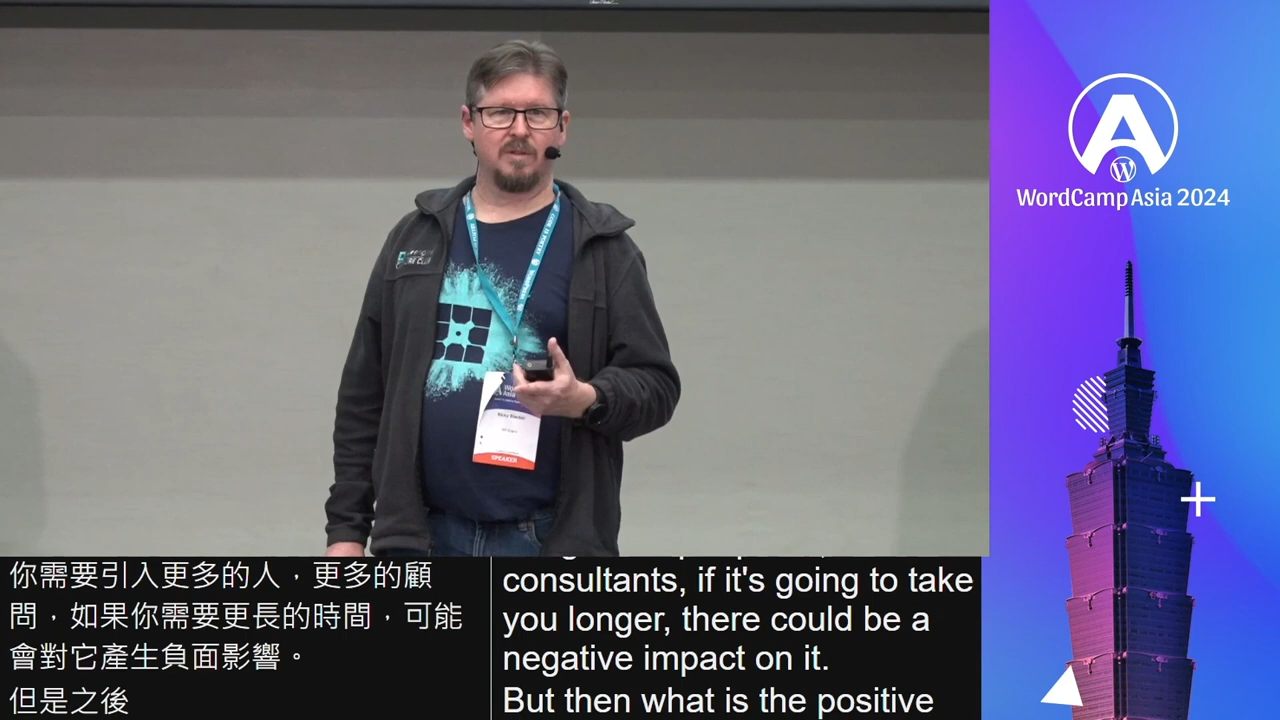 WordCamp Asia 2024
SPEAKER
你需要引入更多的人，更多的顧
問，如果你需要更長的時間，可能
會對它產生負面影響。
但是之後
consultants, if it's going to take
you longer, there could be a
negative impact on it.
But then what is the positive